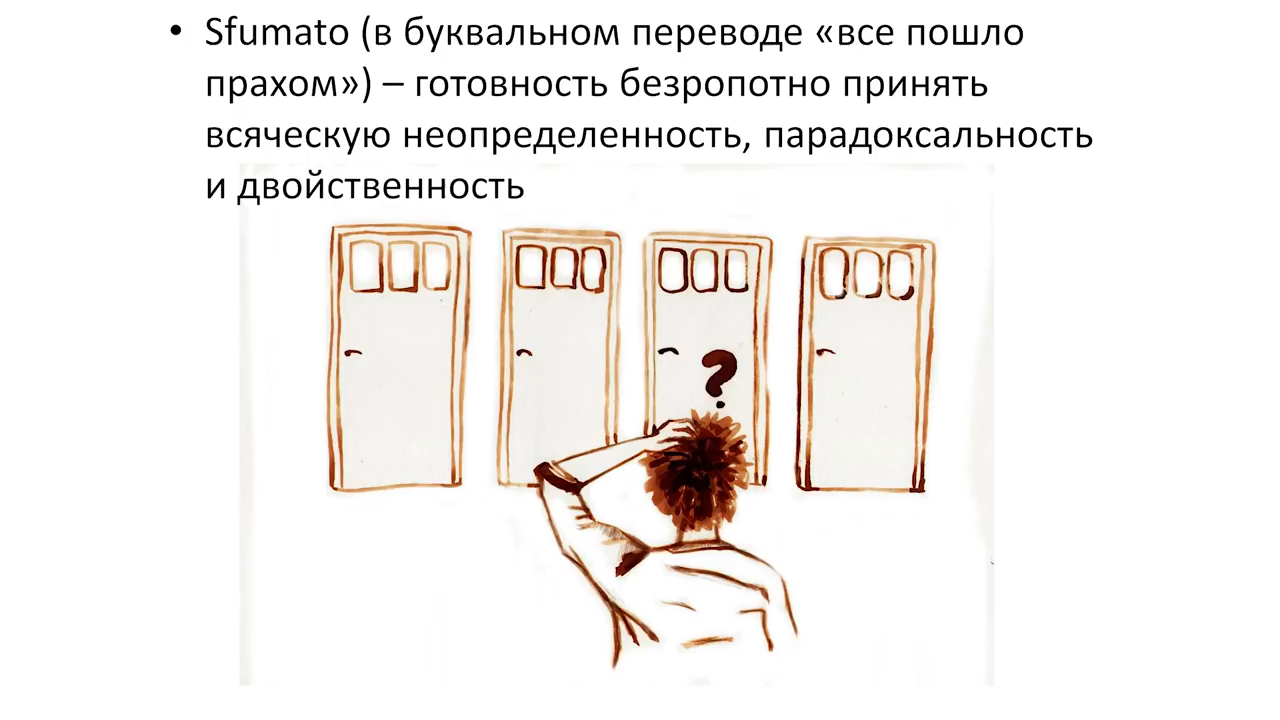 • Sfumato (в буквальном переводе «все пошло
прахом») – готовность безропотно принять
всяческую неопределенность, парадоксальность
и двойственность
?